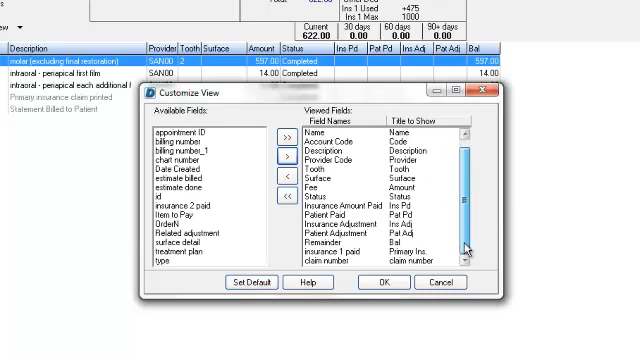 Ins 1 Used +475
Ins 1 Max 1000
Current 30 days 60 days 90+ days
622.00 0.00 0.00 0.00
Description Provider Tooth Surface Amount Status Ins Pd Pat Pd Ins Adj Pat Adj Bal
molar (excluding final restoration) SAN00 2 597.00 Completed 597.00
intraoral - periapical first film SAN00 14.00 Completed 14.00
intraoral - periapical each additional f
Primary insurance claim printed
Statement Billed to Patient
Customize View
Available Fields: Viewed Fields:
Field Names Title to Show
appointment ID Name Name
billing number Account Code Code
billing number_1 Description Description
chart number Provider Code Provider
Date Created Tooth Tooth
estimate billed Surface Surface
estimate done Fee Amount
id Status Status
insurance 2 paid Insurance Amount Paid Ins Pd
Item to Pay Patient Paid Pat Pd
OrderN Insurance Adjustment Ins Adj
Related adjustment Patient Adjustment Pat Adj
surface detail Remainder Bal
treatment plan insurance 1 paid Primary Ins.
type claim number claim number
>>
>
<
<<
Set Default Help OK Cancel